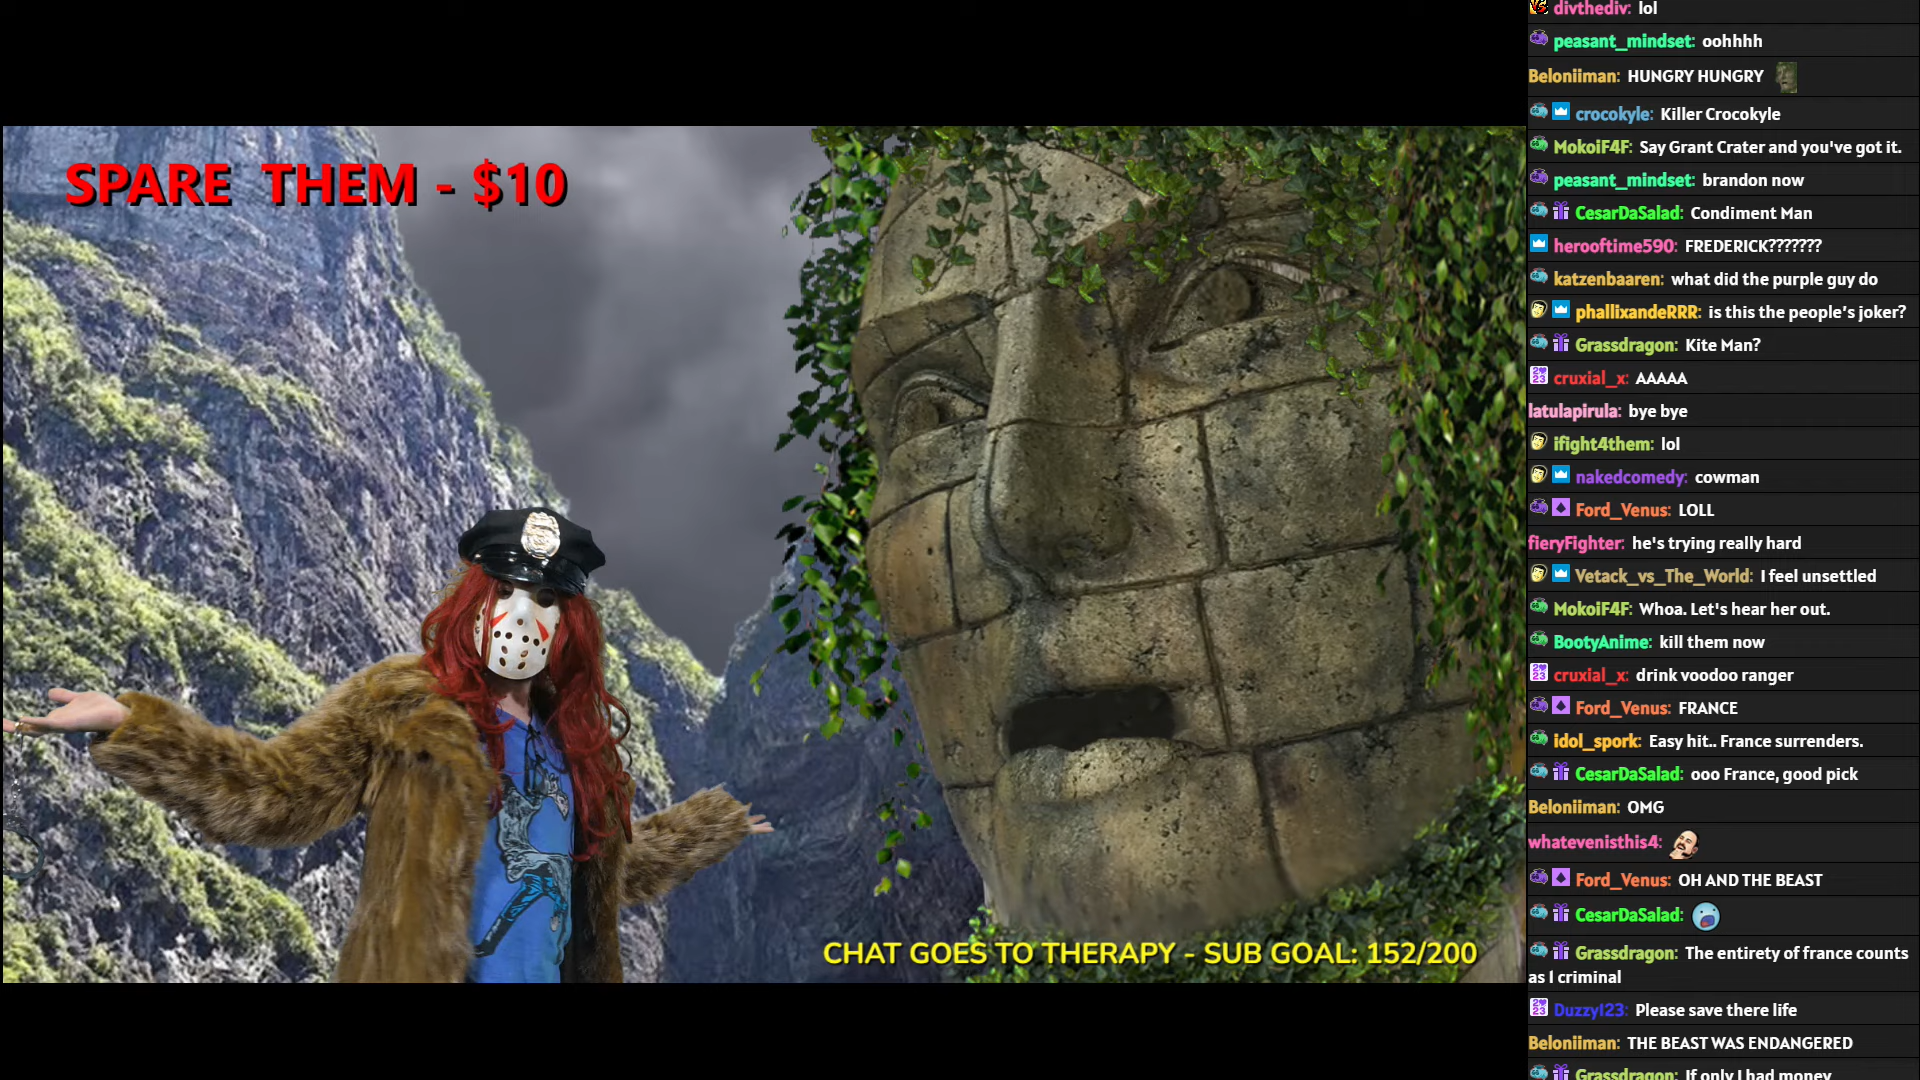 SPARE THEM - $10
CHAT GOES TO THERAPY - SUB GOAL: 152/200
divthediv: lol
peasant_mindset: oohhhh
Beloniiman: HUNGRY HUNGRY
crocokyle: Killer Crocokyle
MokoiF4F: Say Grant Crater and you've got it.
peasant_mindset: brandon now
CesarDaSalad: Condiment Man
herooftime590: FREDERICK???????
katzenbaaren: what did the purple guy do
phallixandeRRR: is this the people's joker?
Grassdragon: Kite Man?
cruxial_x: AAAAA
latulapirula: bye bye
ifight4them: lol
nakedcomedy: cowman
Ford_Venus: LOLL
fieryFighter: he's trying really hard
Vetack_vs_The_World: I feel unsettled
MokoiF4F: Whoa. Let's hear her out.
BootyAnime: kill them now
cruxial_x: drink voodoo ranger
Ford_Venus: FRANCE
idol_spork: Easy hit.. France surrenders.
CesarDaSalad: ooo France, good pick
Beloniiman: OMG
whatevenisthis4:
Ford_Venus: OH AND THE BEAST
CesarDaSalad:
Grassdragon: The entirety of france counts
as 1 criminal
Duzzy123: Please save there life
Beloniiman: THE BEAST WAS ENDANGERED
Grassdragon: If only I had money